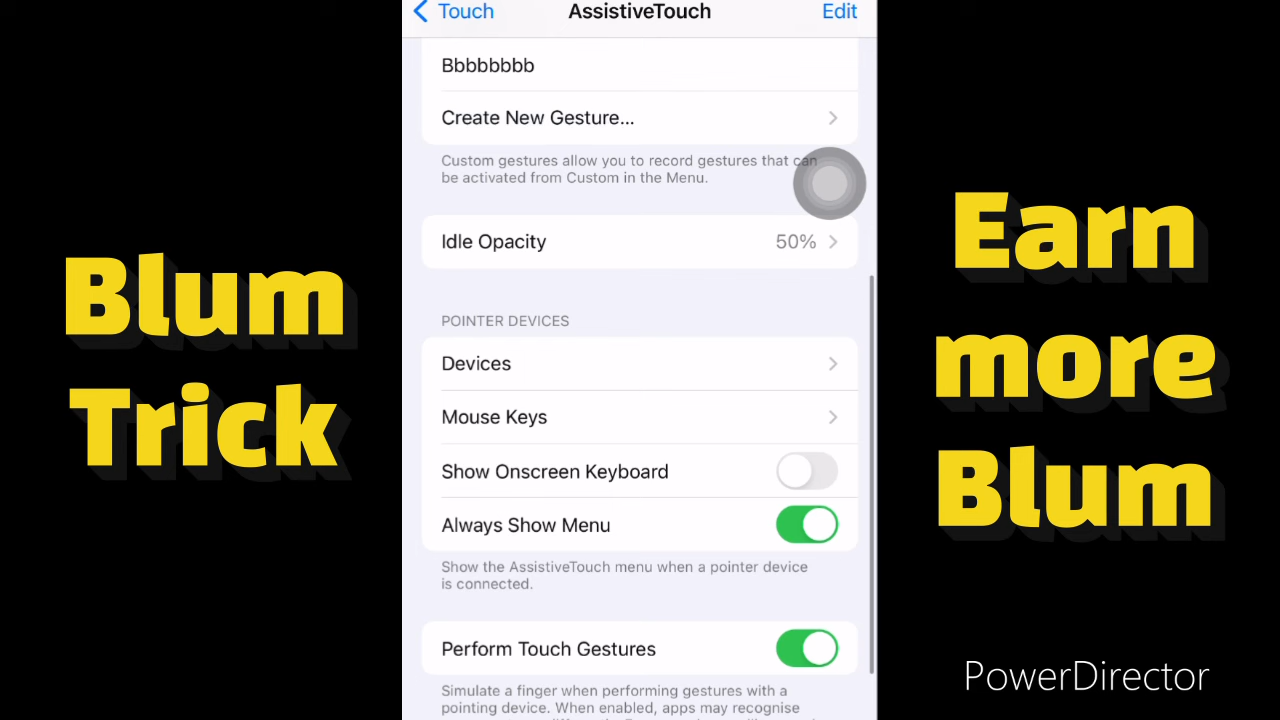 Touch
AssistiveTouch
Edit
Bbbbbbbb
Create New Gesture...
Custom gestures allow you to record gestures that can
be activated from Custom in the Menu.
Idle Opacity
50%
POINTER DEVICES
Devices
Mouse Keys
Show Onscreen Keyboard
Always Show Menu
Show the AssistiveTouch menu when a pointer device
is connected.
Perform Touch Gestures
Simulate a finger when performing gestures with a
pointing device. When enabled, apps may recognise
Blum
Trick
Earn
more
Blum
PowerDirector